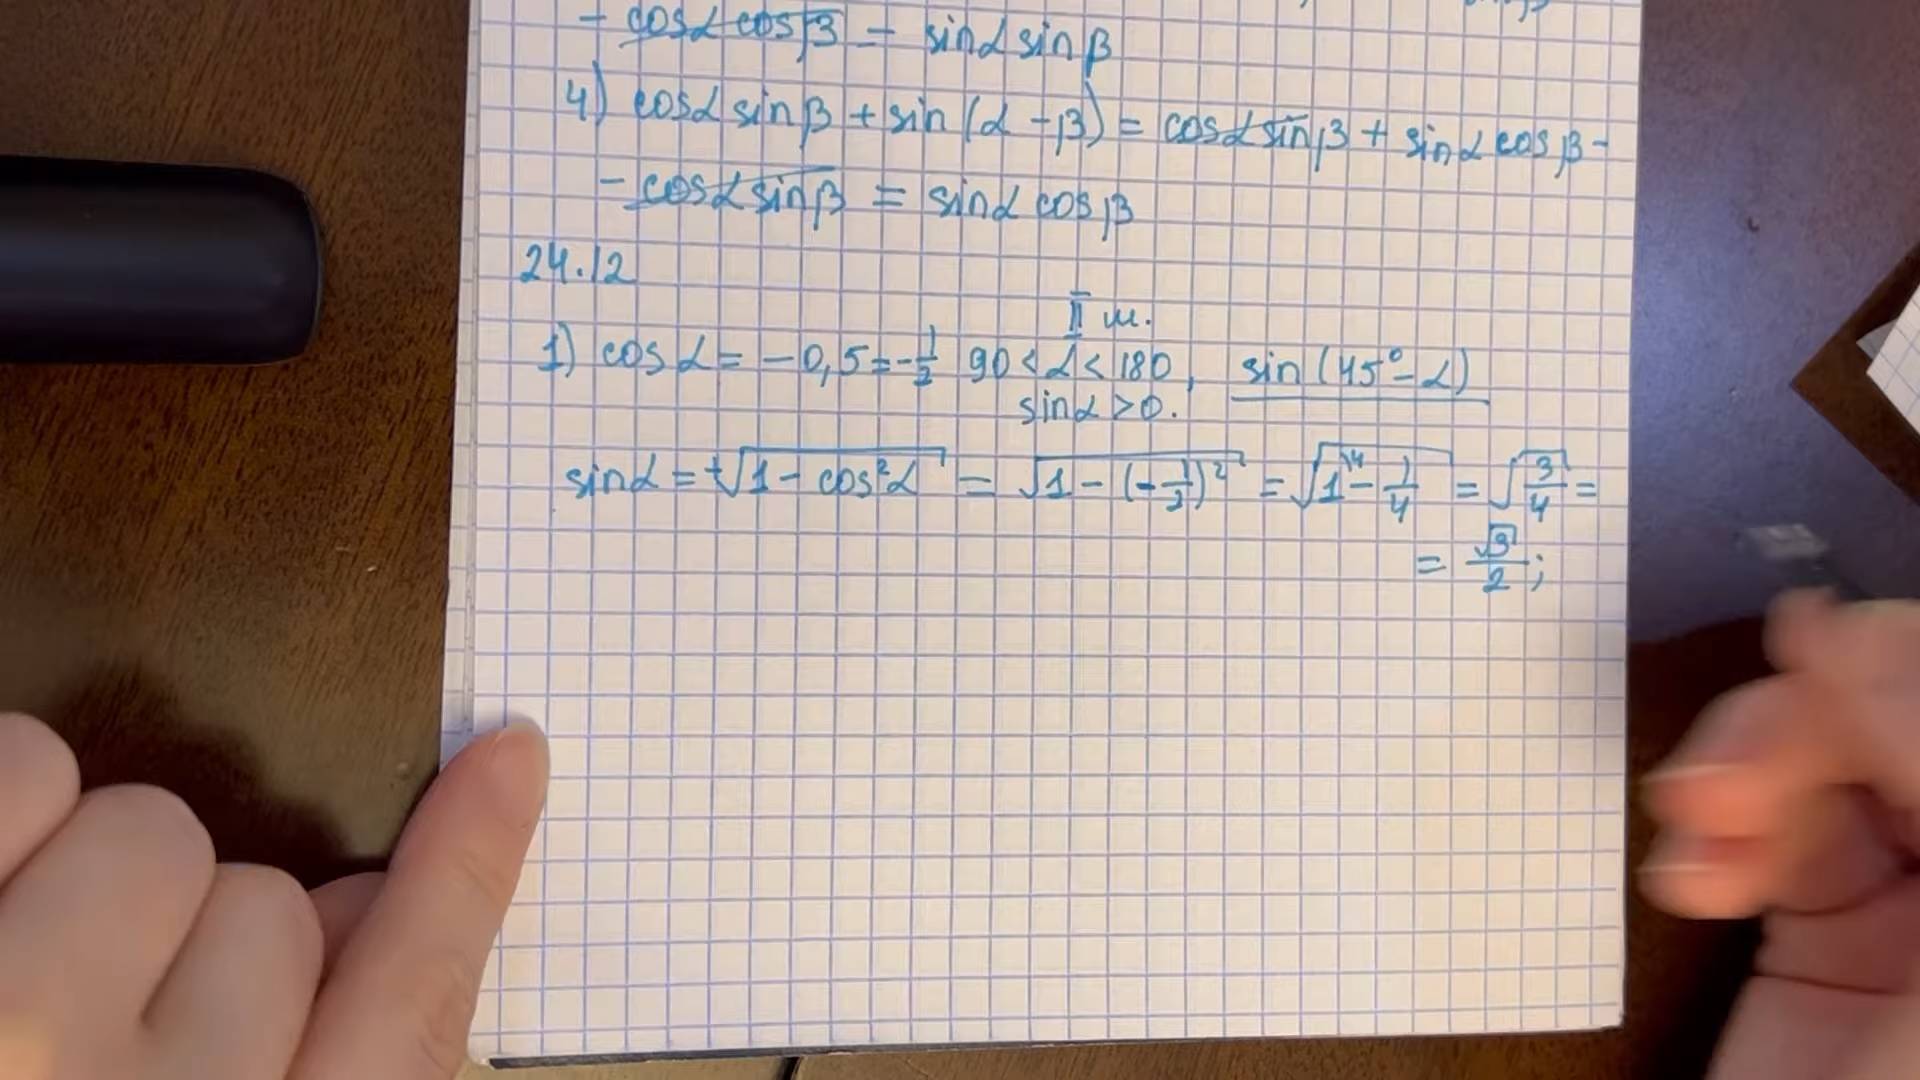 - cosα cosβ = sinα sinβ
4) cosα sinβ + sin(α - β) = cosα sinβ + sinα cosβ -
- cosα sinβ = sinα cosβ
24.12
II ш.
1) cosα = -0,5 = -1/2 90 < α < 180, sin(45° - α)
sinα > 0.
sinα = +√(1 - cos²α) = √(1 - (-1/2)²) = √(1 - 1/4) = √(3/4) =
= √3/2;